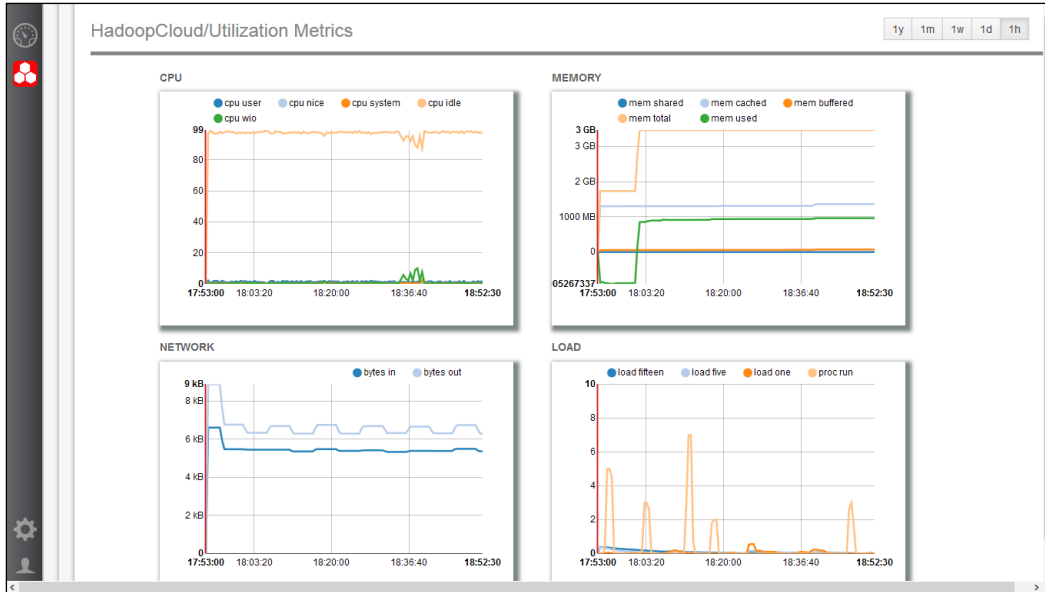 HadoopCloud/Utilization Metrics
1y 1m 1w 1d 1h
CPU
cpu user cpu nice cpu system cpu idle
cpu wio
99
80
60
40
20
0
17:53:00 18:03:20 18:20:00 18:36:40 18:52:30
MEMORY
mem shared mem cached mem buffered
mem total mem used
3 GB
3 GB
2 GB
1000 MB
0
05267337
17:53:00 18:03:20 18:20:00 18:36:40 18:52:30
NETWORK
bytes in bytes out
9 kB
8 kB
6 kB
4 kB
2 kB
0
17:53:00 18:03:20 18:20:00 18:36:40 18:52:30
LOAD
load fifteen load five load one proc run
10
8
6
4
2
0
17:53:00 18:03:20 18:20:00 18:36:40 18:52:30